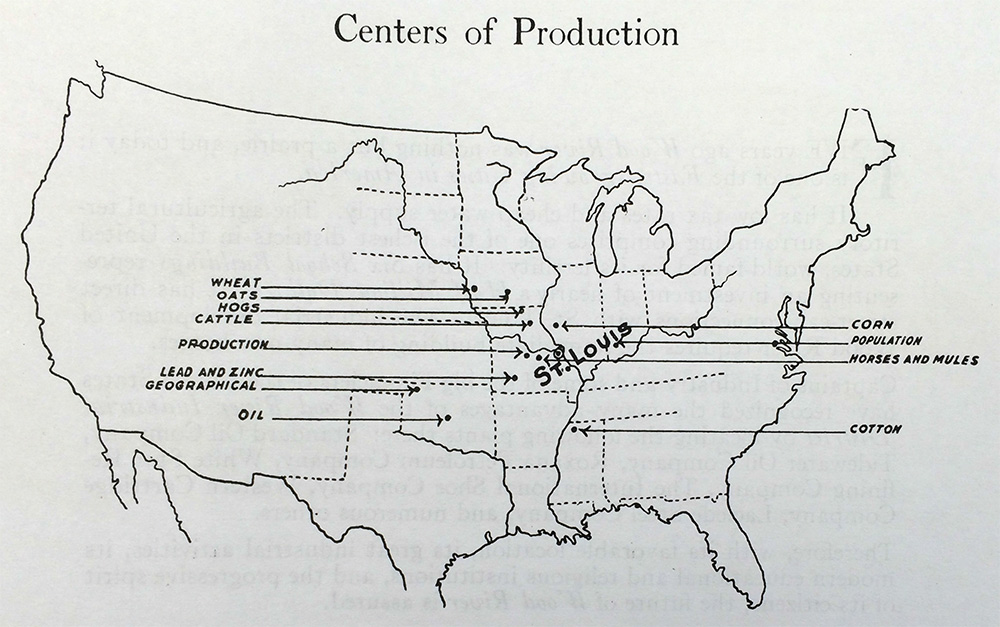 Centers of Production
WHEAT
OATS
HOGS
CATTLE
PRODUCTION
LEAD AND ZINC
GEOGRAPHICAL
OIL
ST. LOUIS
CORN
POPULATION
HORSES AND MULES
COTTON